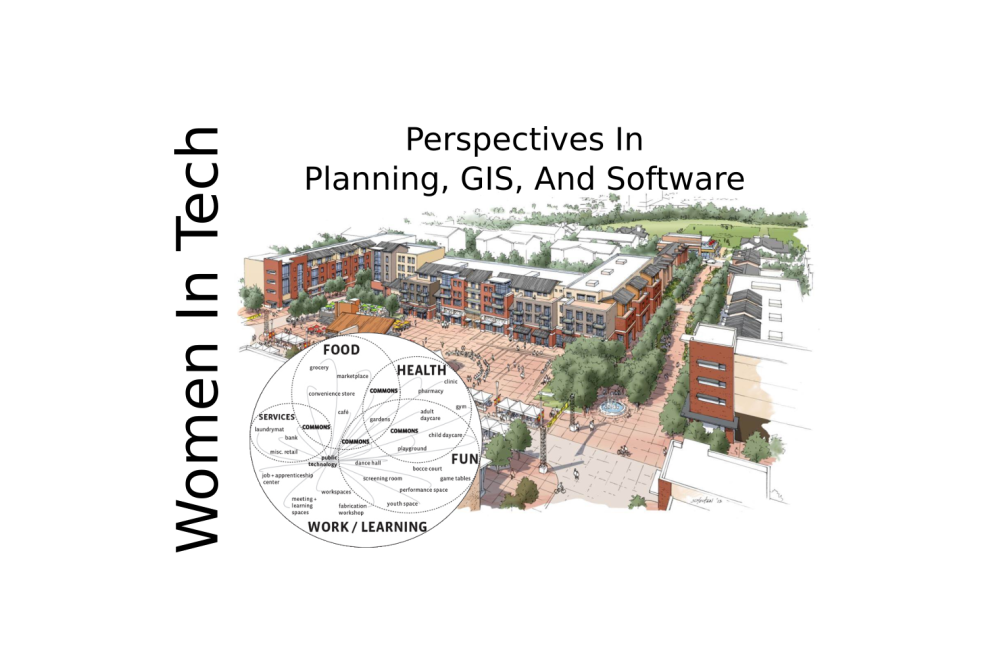 Women In Tech
Perspectives In
Planning, GIS, And Software
FOOD
grocery
marketplace
convenience store
café
COMMONS
HEALTH
clinic
pharmacy
gym
adult
daycare
gardens
COMMONS
child daycare
playground
SERVICES
laundrymat
bank
misc. retail
COMMONS
COMMONS
public
technology
FUN
dance hall
bocco court
screening room
game tables
performance space
youth space
job + apprenticeship
center
workspaces
meeting +
learning
spaces
fabrication
workshop
WORK / LEARNING